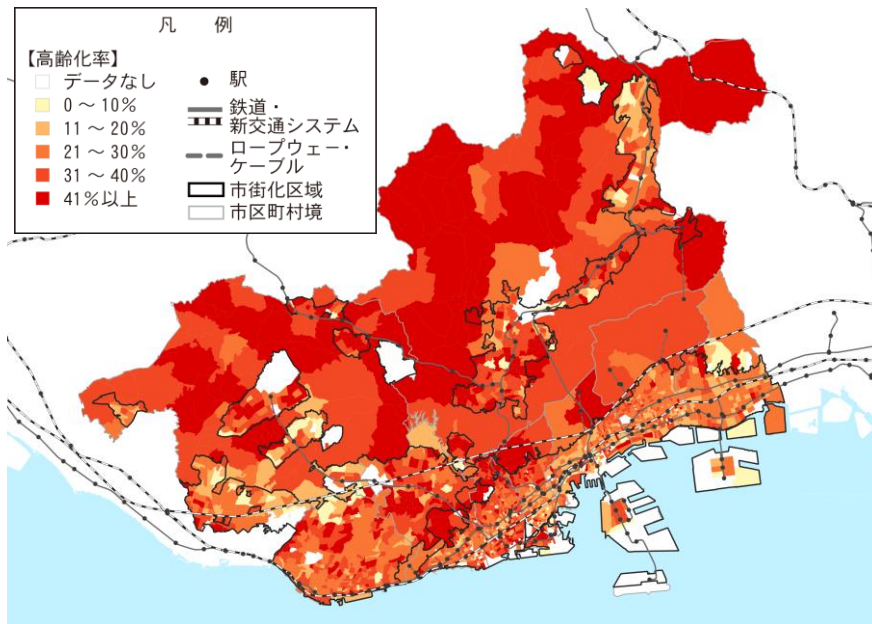 凡　例
【高齢化率】
データなし
0 ～ 10%
11 ～ 20%
21 ～ 30%
31 ～ 40%
41%以上
駅
鉄道・
新交通システム
ロープウェー・
ケーブル
市街化区域
市区町村境